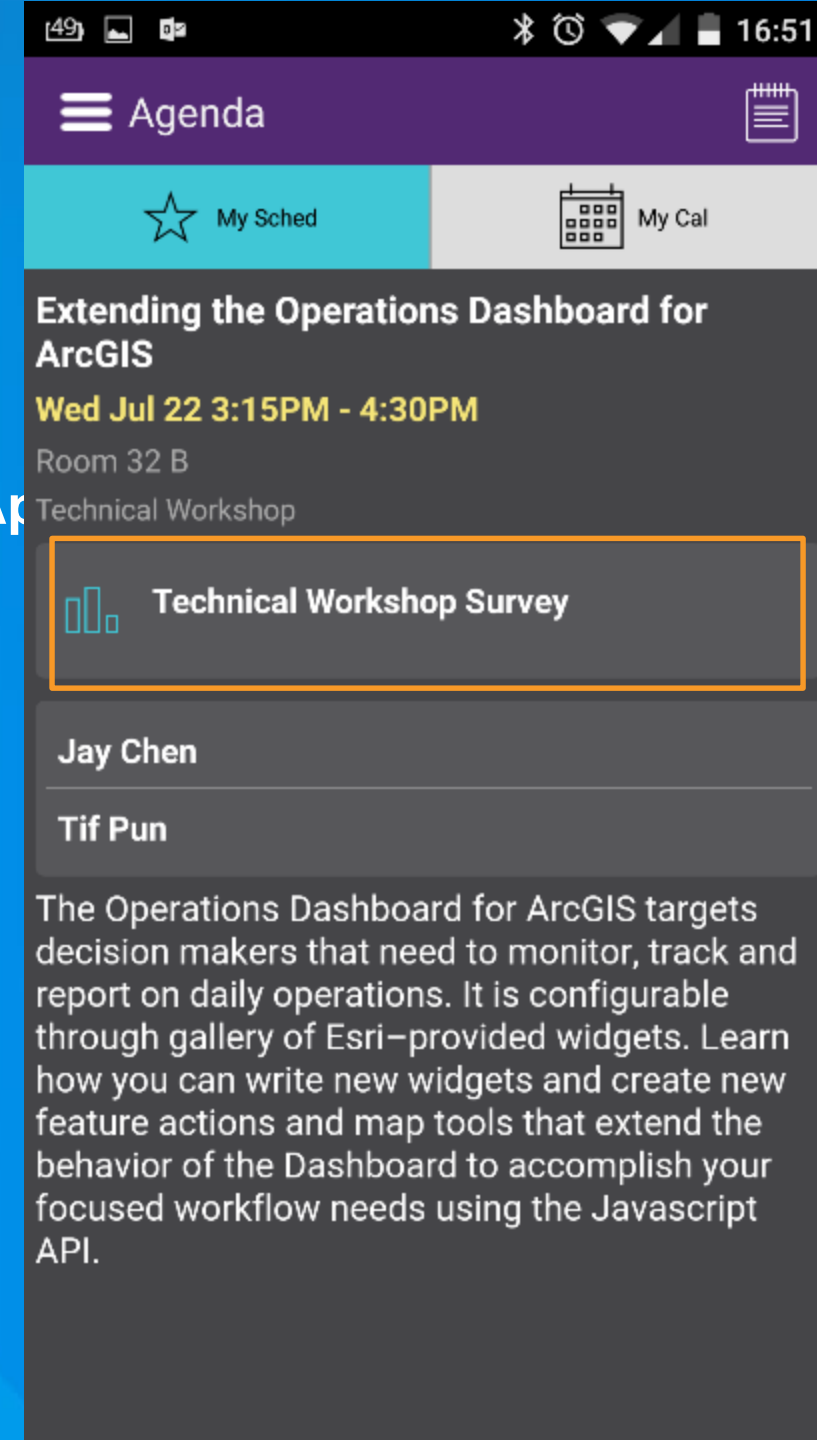 49 16:51
Agenda
My Sched My Cal
Extending the Operations Dashboard for
ArcGIS
Wed Jul 22 3:15PM - 4:30PM
Room 32 B
Ap
Technical Workshop
Technical Workshop Survey
Jay Chen
Tif Pun
The Operations Dashboard for ArcGIS targets
decision makers that need to monitor, track and
report on daily operations. It is configurable
through gallery of Esri–provided widgets. Learn
how you can write new widgets and create new
feature actions and map tools that extend the
behavior of the Dashboard to accomplish your
focused workflow needs using the Javascript
API.